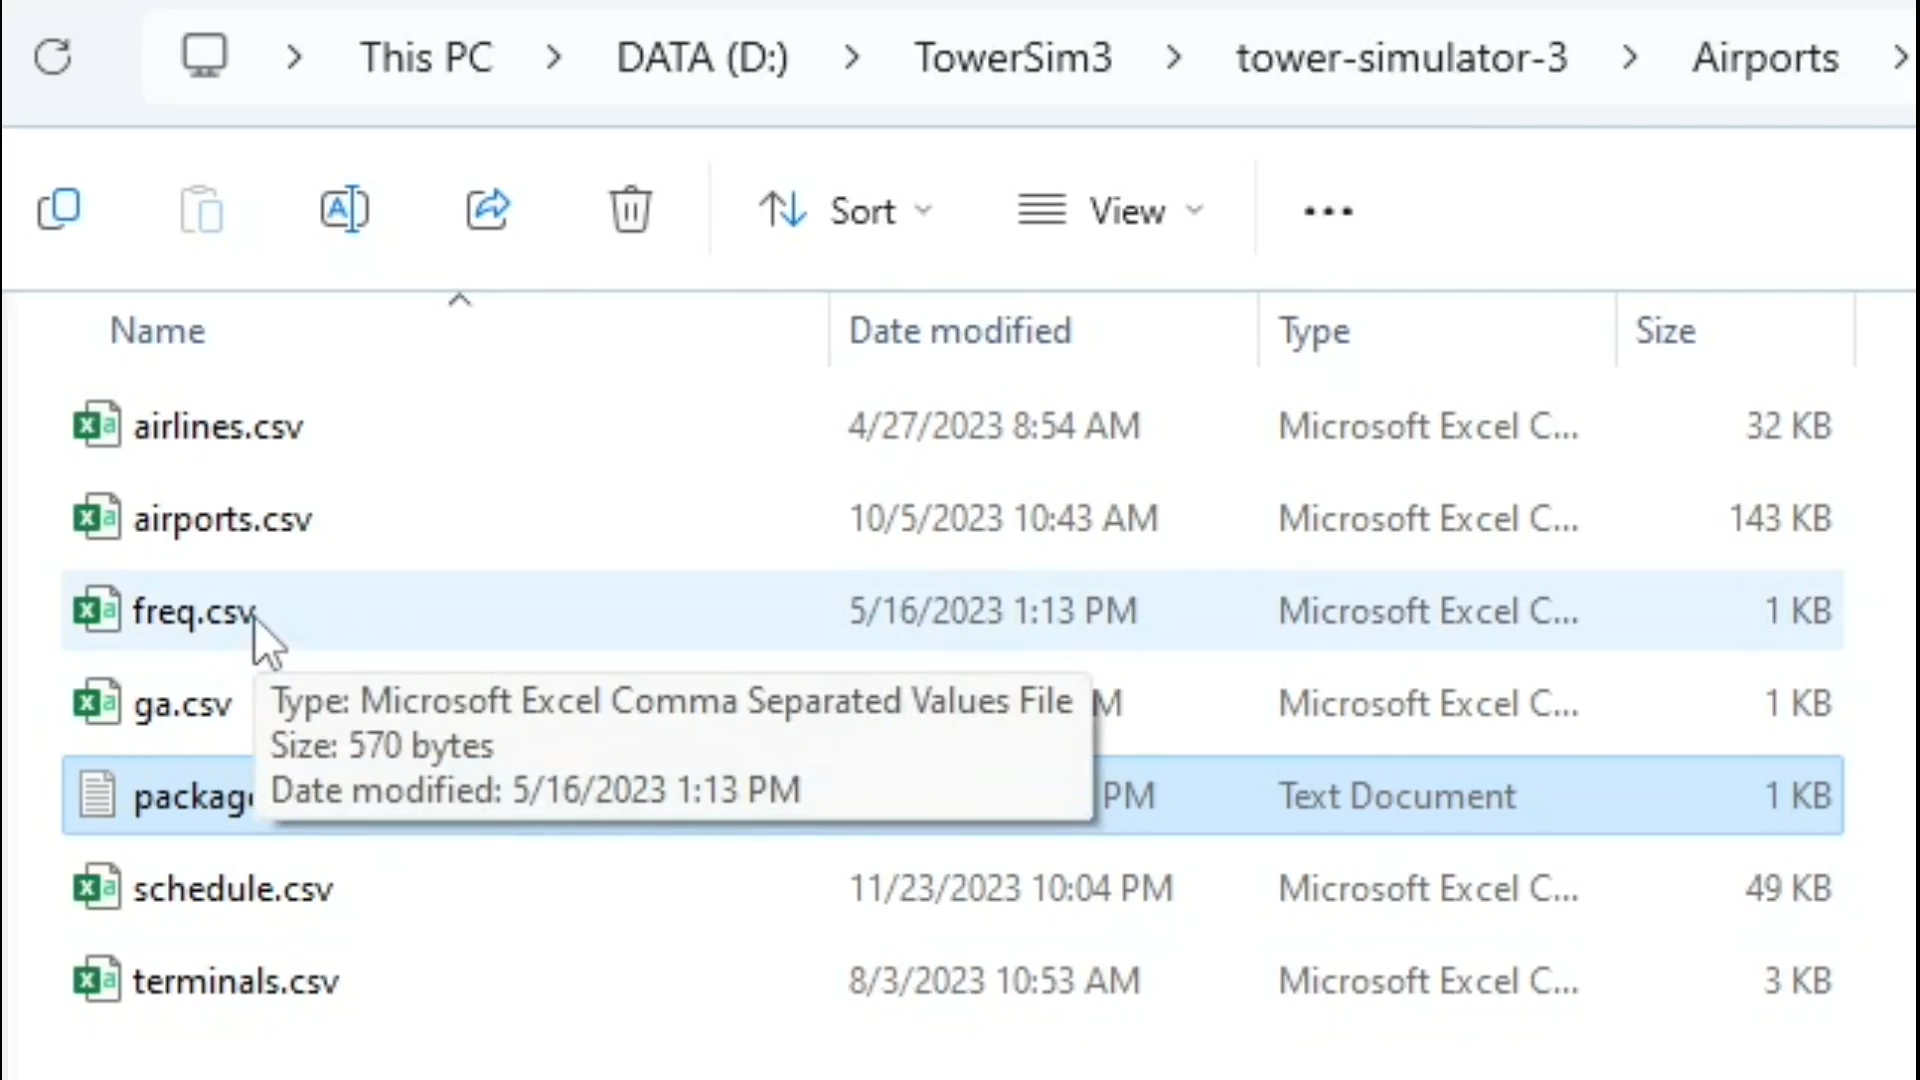 This PC > DATA (D:) > TowerSim3 > tower-simulator-3 > Airports >
Sort View ...
Name Date modified Type Size
airlines.csv 4/27/2023 8:54 AM Microsoft Excel C... 32 KB
airports.csv 10/5/2023 10:43 AM Microsoft Excel C... 143 KB
freq.csv 5/16/2023 1:13 PM Microsoft Excel C... 1 KB
ga.csv M Microsoft Excel C... 1 KB
Type: Microsoft Excel Comma Separated Values File
Size: 570 bytes
Date modified: 5/16/2023 1:13 PM
PM Text Document 1 KB
schedule.csv 11/23/2023 10:04 PM Microsoft Excel C... 49 KB
terminals.csv 8/3/2023 10:53 AM Microsoft Excel C... 3 KB